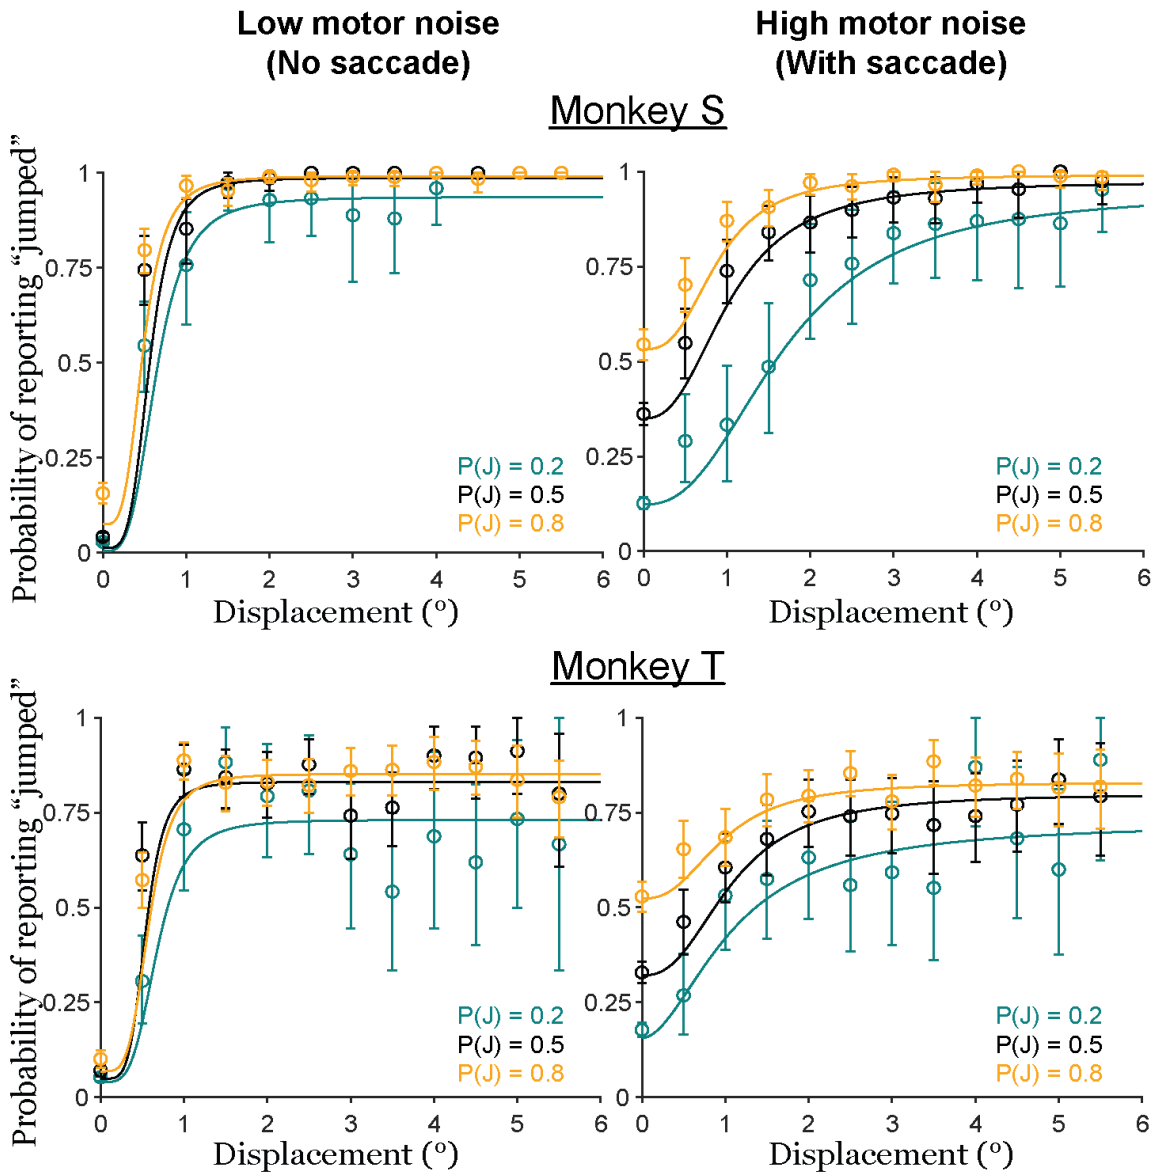 Low motor noise
(No saccade)
High motor noise
(With saccade)
Monkey S
Probability of reporting “jumped”
1
0.75
0.5
0.25
0
P(J) = 0.2
P(J) = 0.5
P(J) = 0.8
0 1 2 3 4 5 6
Displacement (º)
1
0.75
0.5
0.25
0
P(J) = 0.2
P(J) = 0.5
P(J) = 0.8
0 1 2 3 4 5 6
Displacement (º)
Monkey T
Probability of reporting “jumped”
1
0.75
0.5
0.25
0
P(J) = 0.2
P(J) = 0.5
P(J) = 0.8
0 1 2 3 4 5 6
Displacement (º)
1
0.75
0.5
0.25
0
P(J) = 0.2
P(J) = 0.5
P(J) = 0.8
0 1 2 3 4 5 6
Displacement (º)